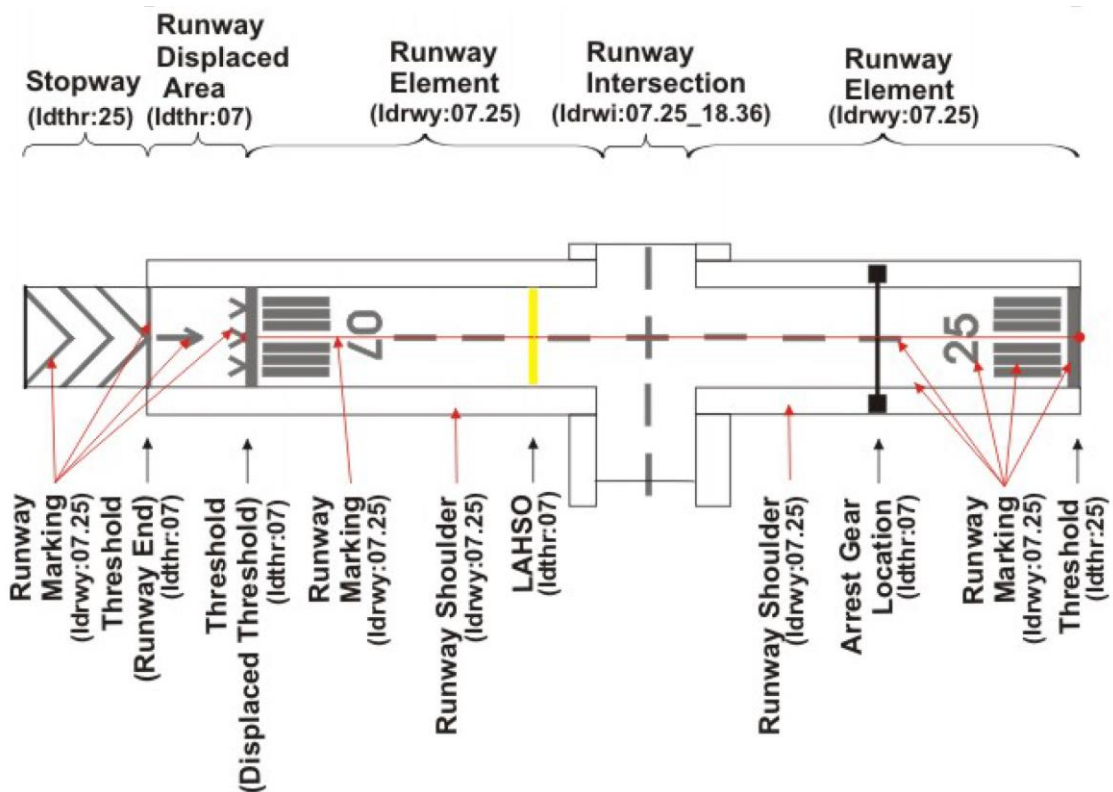 Stopway
(Idthr:25)
Runway
Displaced
Area
(Idthr:07)
Runway
Element
(Idrwy:07.25)
Runway
Intersection
(Idrwi:07.25_18.36)
Runway
Element
(Idrwy:07.25)
07
25
Runway
Marking
(Idrwy:07.25)
Threshold
(Runway End)
(Idthr:07)
Threshold
(Displaced Threshold)
(Idthr:07)
Runway
Marking
(Idrwy:07.25)
Runway Shoulder
(Idrwy:07.25)
LAHSO
(Idthr:07)
Runway Shoulder
(Idrwy:07.25)
Arrest Gear
Location
(Idthr:07)
Runway
Marking
(Idrwy:07.25)
Threshold
(Idthr:25)